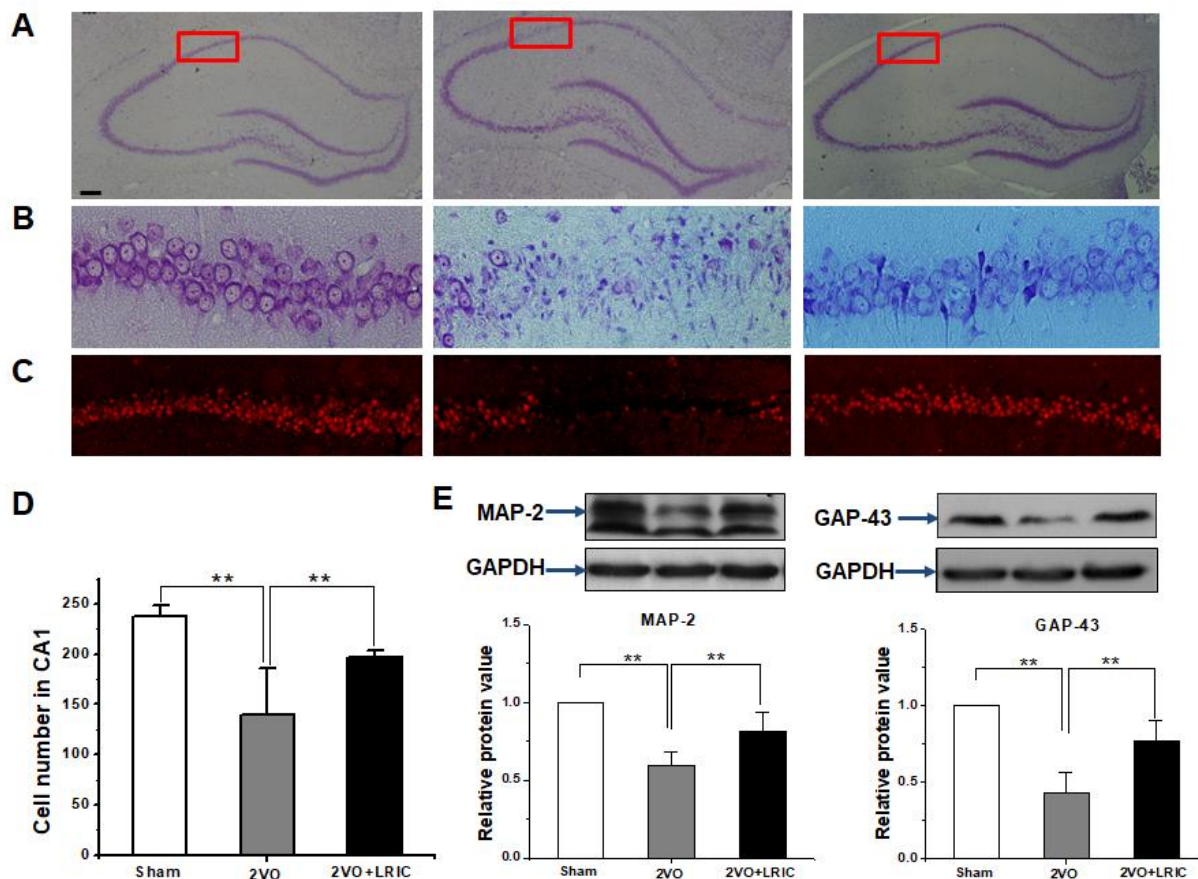 A
B
C
D
E
MAP-2
GAPDH
GAP-43
GAPDH
Cell number in CA1
**
**
250
200
150
100
50
0
Sham
2VO
2VO+LRIC
MAP-2
Relative protein value
**
**
1.5
1.0
0.5
0.0
Sham
2VO
2VO+LRIC
GAP-43
Relative protein value
**
**
1.5
1.0
0.5
0.0
Sham
2VO
2VO+LRIC